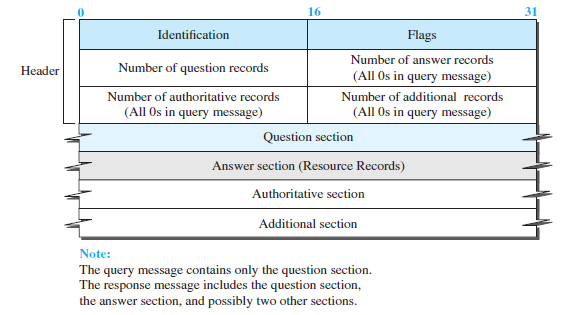 0 16 31
Identification Flags
Header
Number of question records
Number of answer records
(All 0s in query message)
Number of authoritative records
(All 0s in query message)
Number of additional records
(All 0s in query message)
Question section
Answer section (Resource Records)
Authoritative section
Additional section
Note:
The query message contains only the question section.
The response message includes the question section,
the answer section, and possibly two other sections.